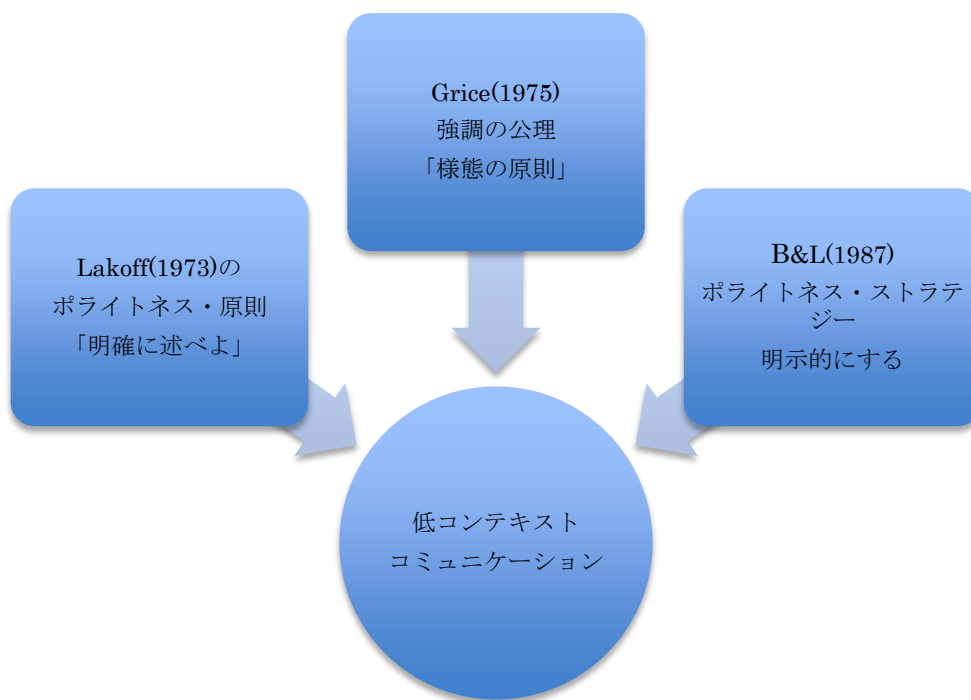 Grice(1975)
強調の公理
「様態の原則」
Lakoff(1973)の
ポライトネス・原則
「明確に述べよ」
B&L(1987)
ポライトネス・ストラテ
ジー
明示的にする
低コンテキスト
コミュニケーション